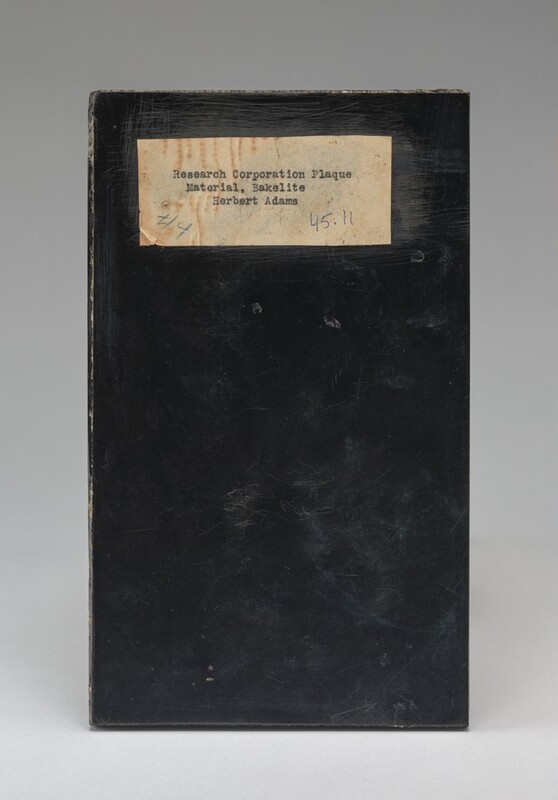 Research Corporation Plaque
Material, Bakelite
Herbert Adams
45.11